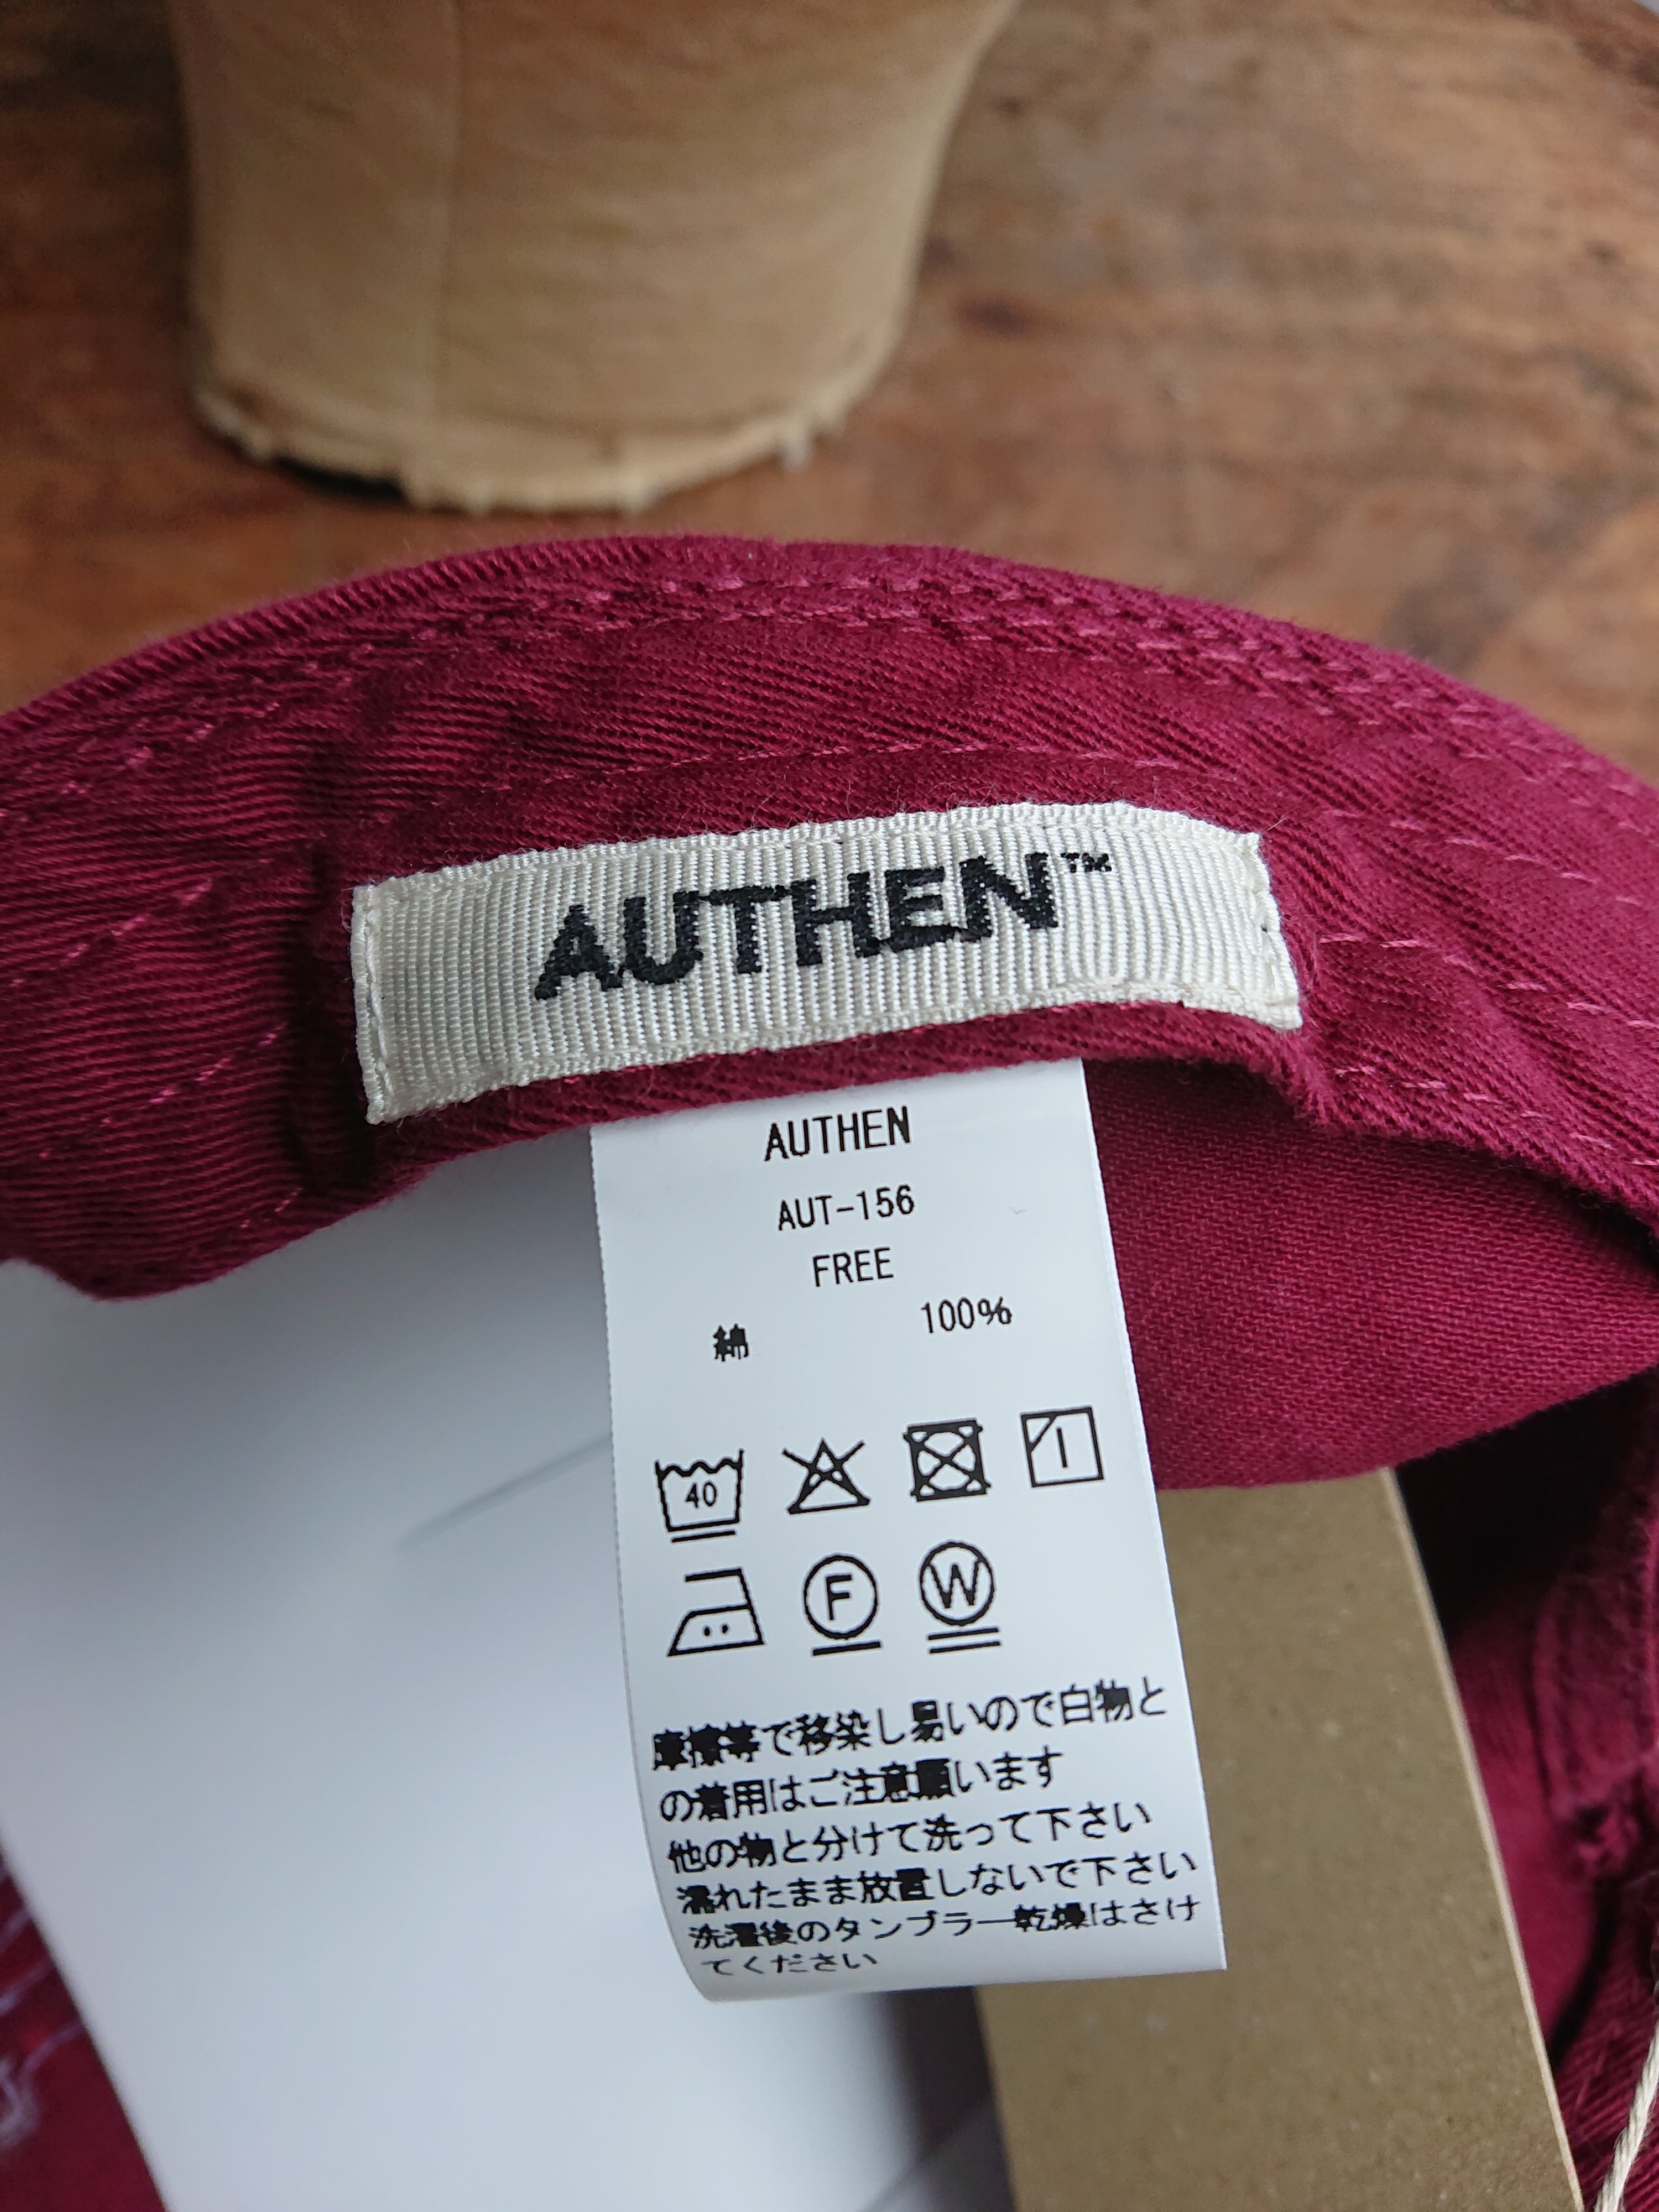 AUTHEN™
AUTHEN
AUT-156
FREE
綿 100%
40
F
W
摩擦等で移染し易いので白物と
の着用はご注意願います
他の物と分けて洗って下さい
濡れたまま放置しないで下さい
洗濯後のタンブラー乾燥はさけ
てください